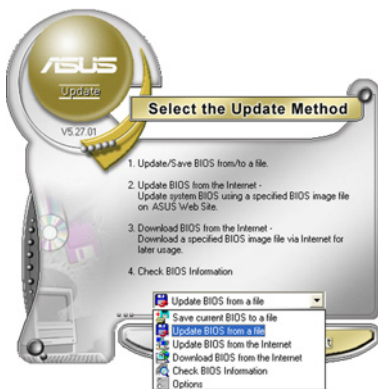 ASUS
Update
V5.27.01
Select the Update Method
1. Update/Save BIOS from/to a file.
2. Update BIOS from the Internet -
Update system BIOS using a specified BIOS image file
on ASUS Web Site.
3. Download BIOS from the Internet -
Download a specified BIOS image file via Internet for
later usage.
4. Check BIOS Information
Update BIOS from a file
Save current BIOS to a file
Update BIOS from a file
Update BIOS from the Internet
Download BIOS from the Internet
Check BIOS Information
Options